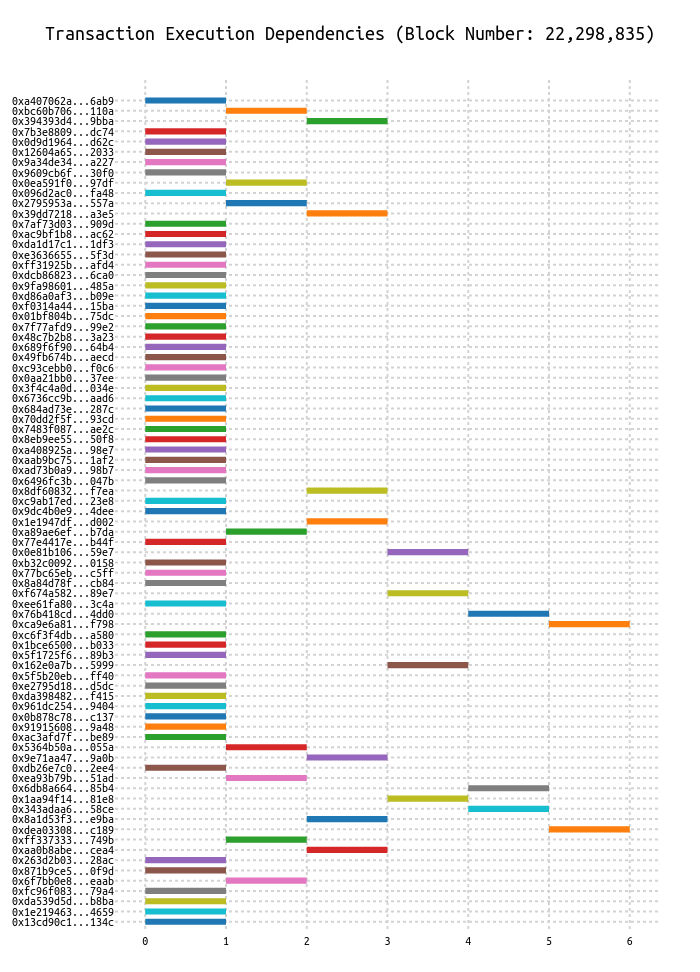 Transaction Execution Dependencies (Block Number: 22,298,835)
0xa407062a...6ab9
0xbc60b706...110a
0x394393d4...9bba
0x7b3e8809...dc74
0x0d9d1964...d62c
0x12604a65...2033
0x9a34de34...a227
0x9609cb6f...30f0
0x0ea591f0...97df
0x096d2ac0...fa48
0x2795953a...557a
0x39dd7218...a3e5
0x7af73d03...909d
0xac9bf1b8...ac62
0xda1d17c1...1df3
0xe3636655...5f3d
0xff31925b...afd4
0xdcb86823...6ca0
0x9fa98601...485a
0xd86a0af3...b09e
0xf0314a44...15ba
0x01bf804b...75dc
0x7f77afd9...99e2
0x48c7b2b8...3a23
0x689f6f90...64b4
0x49fb674b...aecd
0xc93cebb0...f0c6
0x0aa21bb0...37ee
0x3f4c4a0d...034e
0x6736cc9b...aad6
0x684ad73e...287c
0x70dd2f5f...93cd
0x7483f087...ae2c
0x8eb9ee55...50f8
0xa408925a...98e7
0xaab9bc75...1af2
0xad73b0a9...98b7
0x6496fc3b...047b
0x8df60832...f7ea
0xc9ab17ed...23e8
0x9dc4b0e9...4dee
0x1e1947df...d002
0xa89ae6ef...b7da
0x77e4417e...b44f
0x0e81b106...59e7
0xb32c0092...0158
0x77bc65eb...c5ff
0x8a84d78f...cb84
0xf674a582...89e7
0xee61fa80...3c4a
0x76b418cd...4dd0
0xca9e6a81...f798
0xc6f3f4db...a580
0x1bce6500...b033
0x5f1725f6...89b3
0x162e0a7b...5999
0x5f5b20eb...ff40
0xe2795d18...d5dc
0xda398482...f415
0x961dc254...9404
0x0b878c78...c137
0x91915608...9a48
0xac3afd7f...be89
0x5364b50a...055a
0x9e71aa47...9a0b
0xdb26e7c0...2ee4
0xea93b79b...51ad
0x6db8a664...85b4
0x1aa94f14...81e8
0x343adaa6...58ce
0x8a1d53f3...e9ba
0xdea03308...c189
0xff337333...749b
0xaa0b8abe...cea4
0x263d2b03...28ac
0x871b9ce5...0f9d
0x6f7bb0e8...eaab
0xfc96f083...79a4
0xda539d5d...b8ba
0x1e219463...4659
0x13cd90c1...134c
0 1 2 3 4 5 6